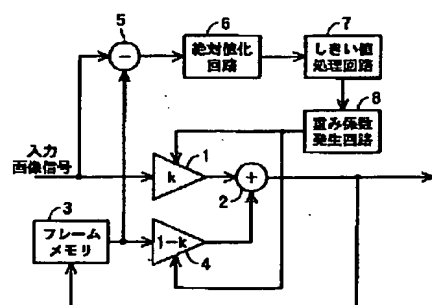 5
−
6
絶対値化
回路
7
しきい値
処理回路
8
重み係数
発生回路
入力
画像信号
1
k
+
2
3
フレーム
メモリ
1−k
4